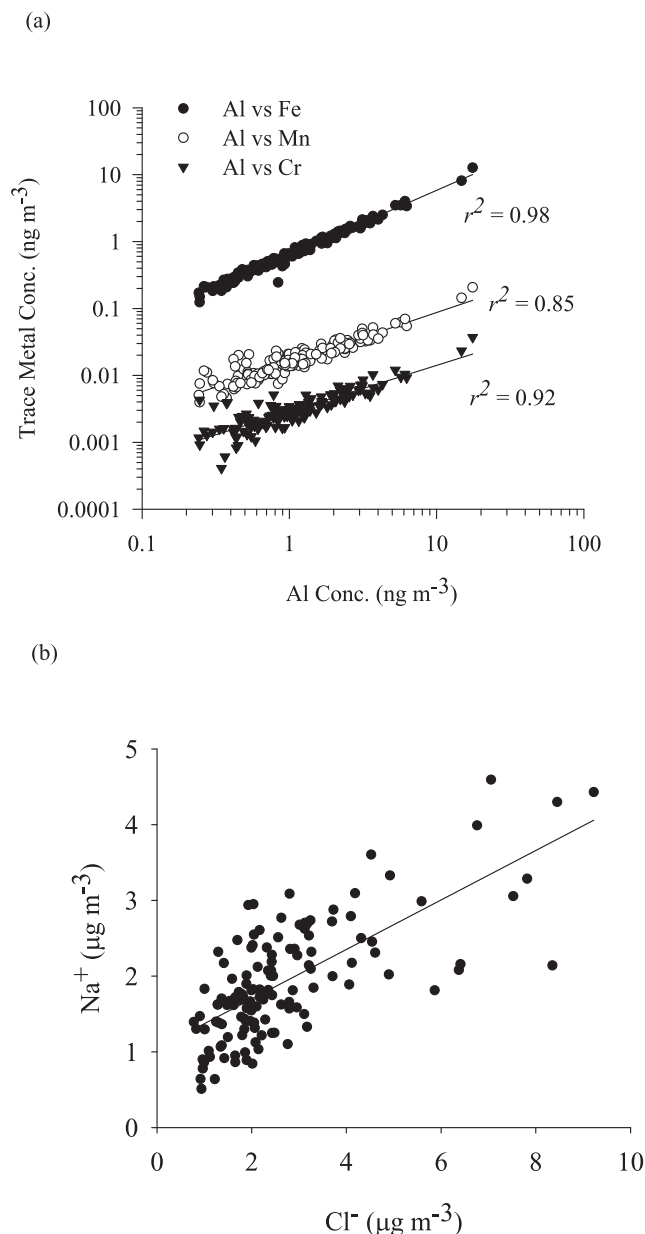 (a)
Al vs Fe
Al vs Mn
Al vs Cr
100
10
1
0.1
0.01
0.001
0.0001
Trace Metal Conc. (ng m⁻³)
r² = 0.98
r² = 0.85
r² = 0.92
0.1 1 10 100
Al Conc. (ng m⁻³)
(b)
5
4
3
2
1
0
Na⁺ (μg m⁻³)
0 2 4 6 8 10
Cl⁻ (μg m⁻³)